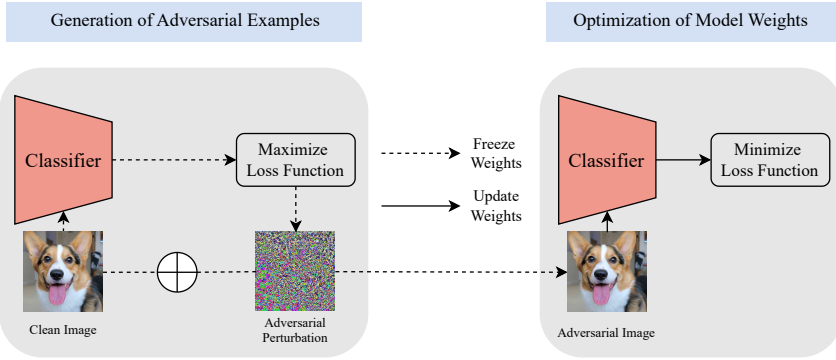 Generation of Adversarial Examples
Optimization of Model Weights
Classifier
Maximize
Loss Function
Freeze
Weights
Update
Weights
Classifier
Minimize
Loss Function
Clean Image
Adversarial
Perturbation
Adversarial Image